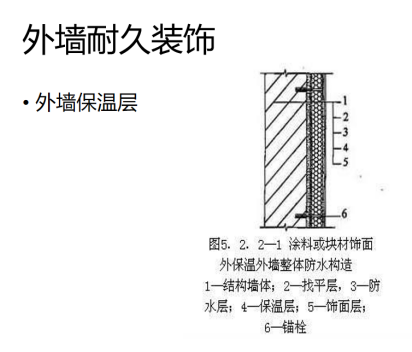 外墙耐久装饰
• 外墙保温层
1
2
3
4
5
6
图5. 2. 2—1 涂料或块材饰面
外保温外墙整体防水构造
1—结构墙体；2—找平层，3—防
水层；4—保温层；5—饰面层；
6—锚栓